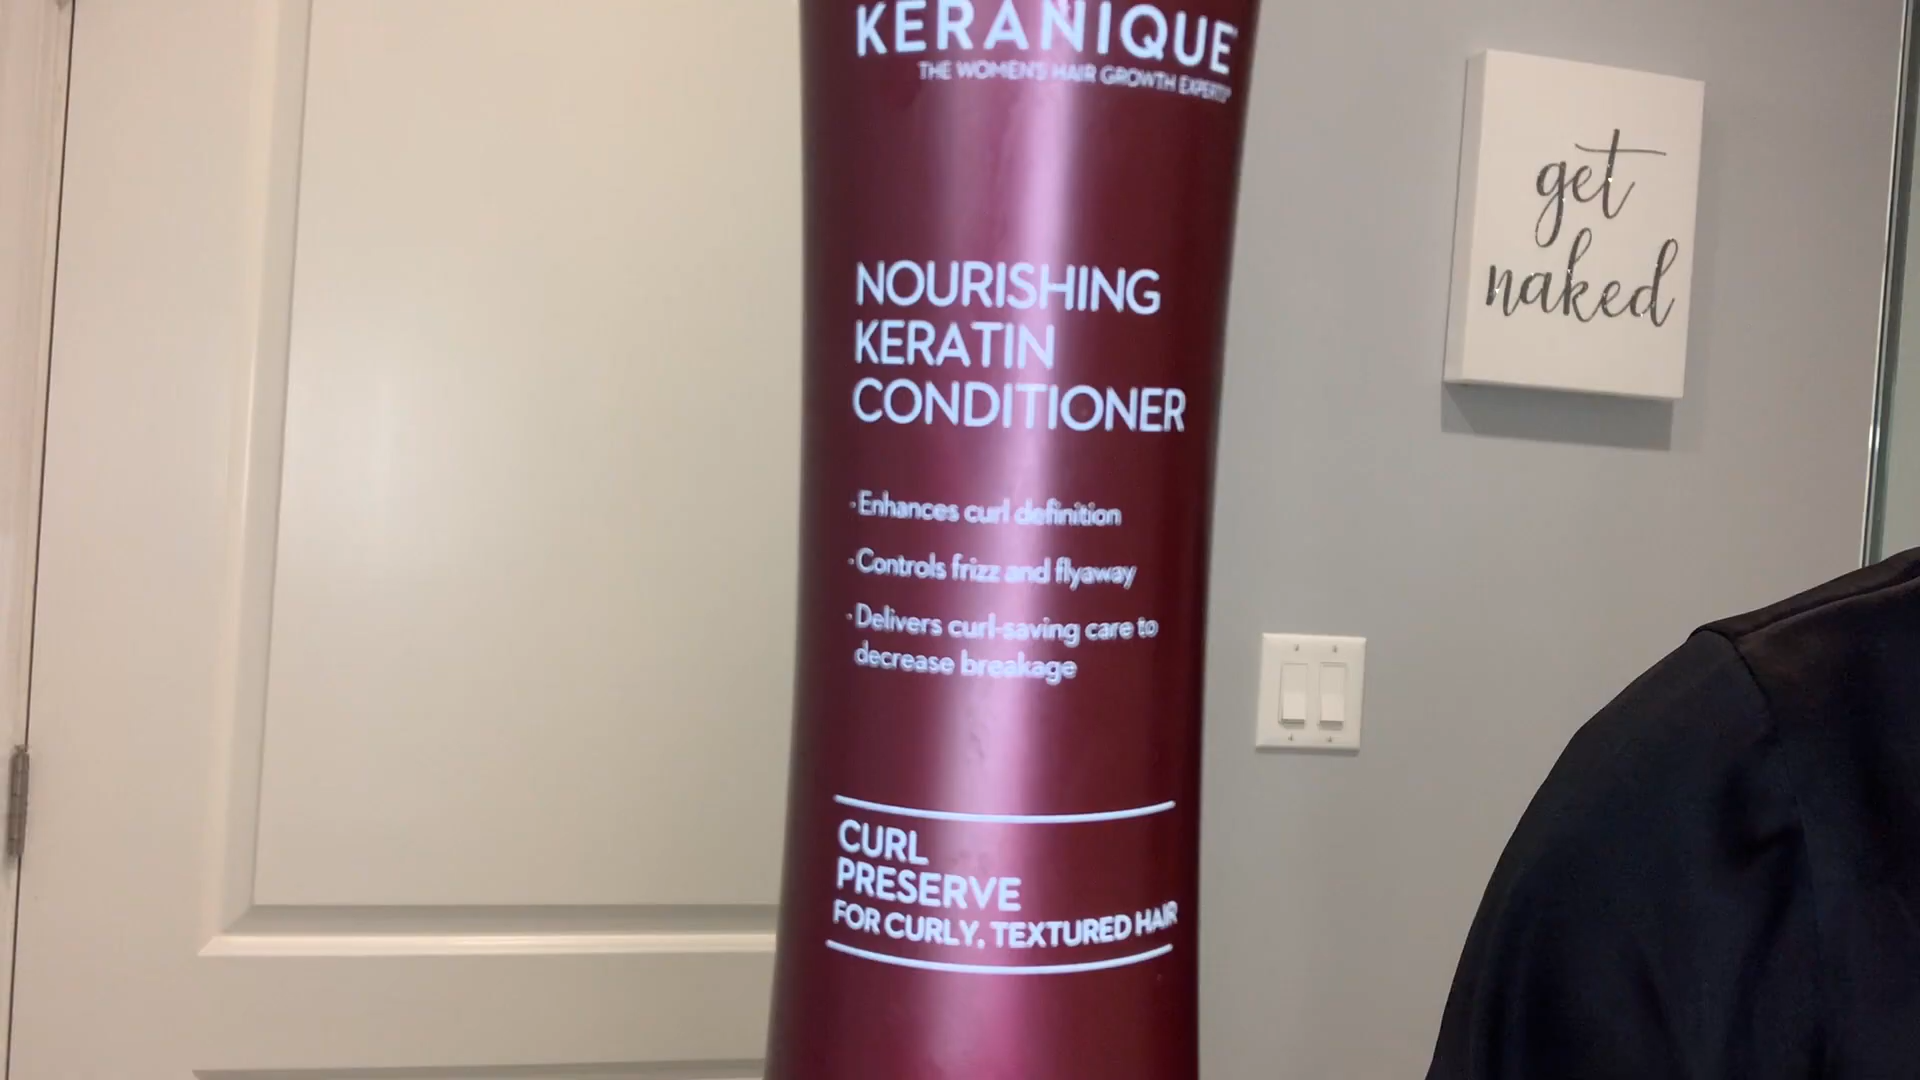 KERANIQUE
THE WOMEN'S HAIR GROWTH EXPERTS®
NOURISHING
KERATIN
CONDITIONER
·Enhances curl definition
·Controls frizz and flyaway
·Delivers curl-saving care to
decrease breakage
CURL
PRESERVE
FOR CURLY, TEXTURED HAIR
get
naked